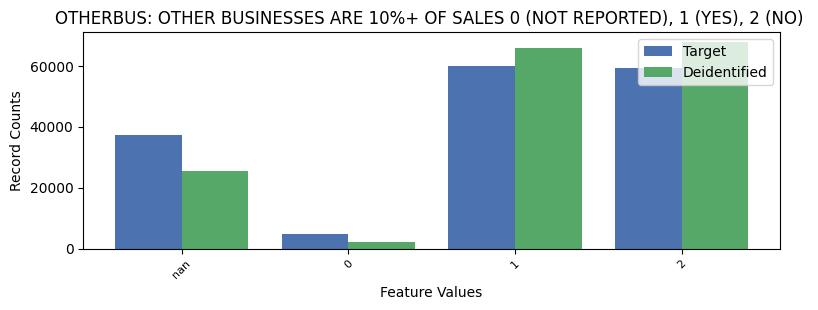 OTHERBUS: OTHER BUSINESSES ARE 10%+ OF SALES 0 (NOT REPORTED), 1 (YES), 2 (NO)
Target
Deidentified
Record Counts
60000
40000
20000
0
nan
0
1
2
Feature Values